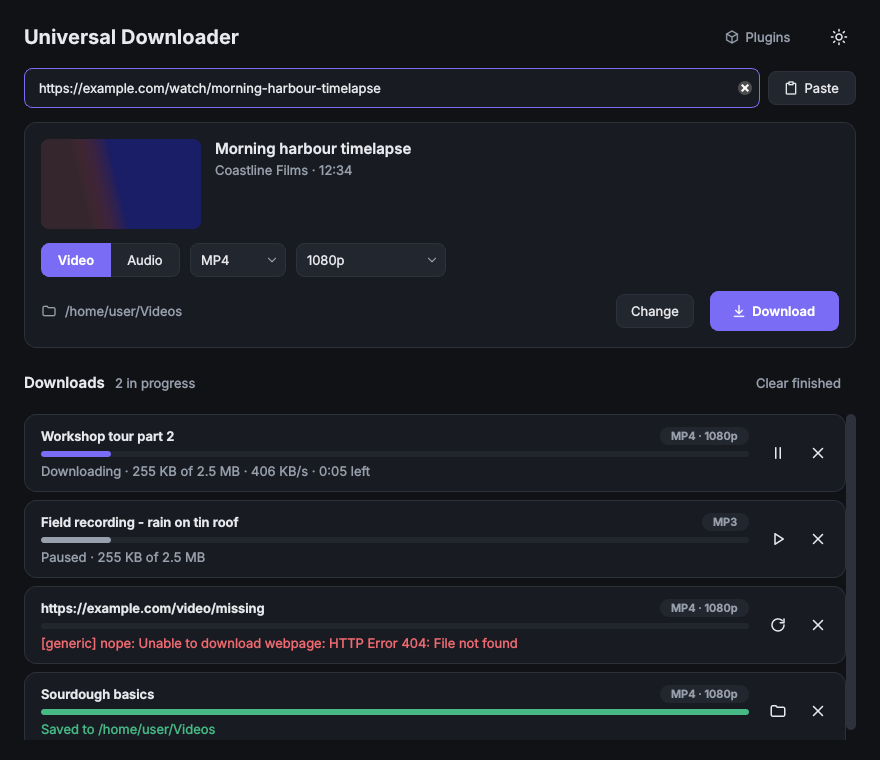 Universal Downloader
Plugins
https://example.com/watch/morning-harbour-timelapse
Paste
Morning harbour timelapse
Coastline Films · 12:34
Video
Audio
MP4
1080p
/home/user/Videos
Change
Download
Downloads 2 in progress
Clear finished
Workshop tour part 2
MP4 · 1080p
Downloading · 255 KB of 2.5 MB · 406 KB/s · 0:05 left
Field recording - rain on tin roof
MP3
Paused · 255 KB of 2.5 MB
https://example.com/video/missing
MP4 · 1080p
[generic] nope: Unable to download webpage: HTTP Error 404: File not found
Sourdough basics
MP4 · 1080p
Saved to /home/user/Videos